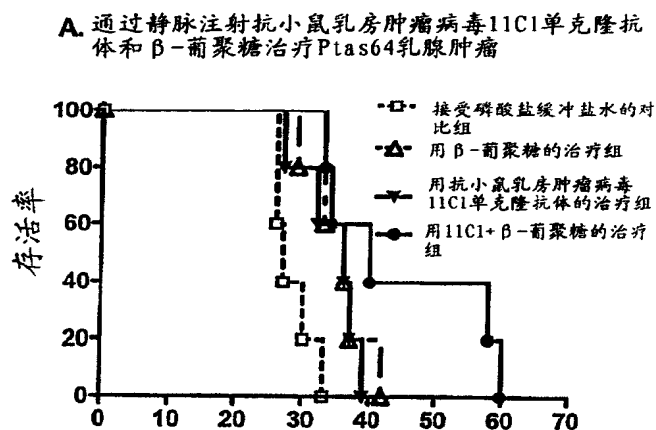 A. 通过静脉注射抗小鼠乳房肿瘤病毒11Cl单克隆抗
体和β-葡聚糖治疗Ptas64乳腺肿瘤
接受磷酸盐缓冲盐水的对
比组
用β-葡聚糖的治疗组
用抗小鼠乳房肿瘤病毒
11Cl单克隆抗体的治疗组
用11Cl+β-葡聚糖的治疗
组
存活率
100
80
60
40
20
0
0 10 20 30 40 50 60 70